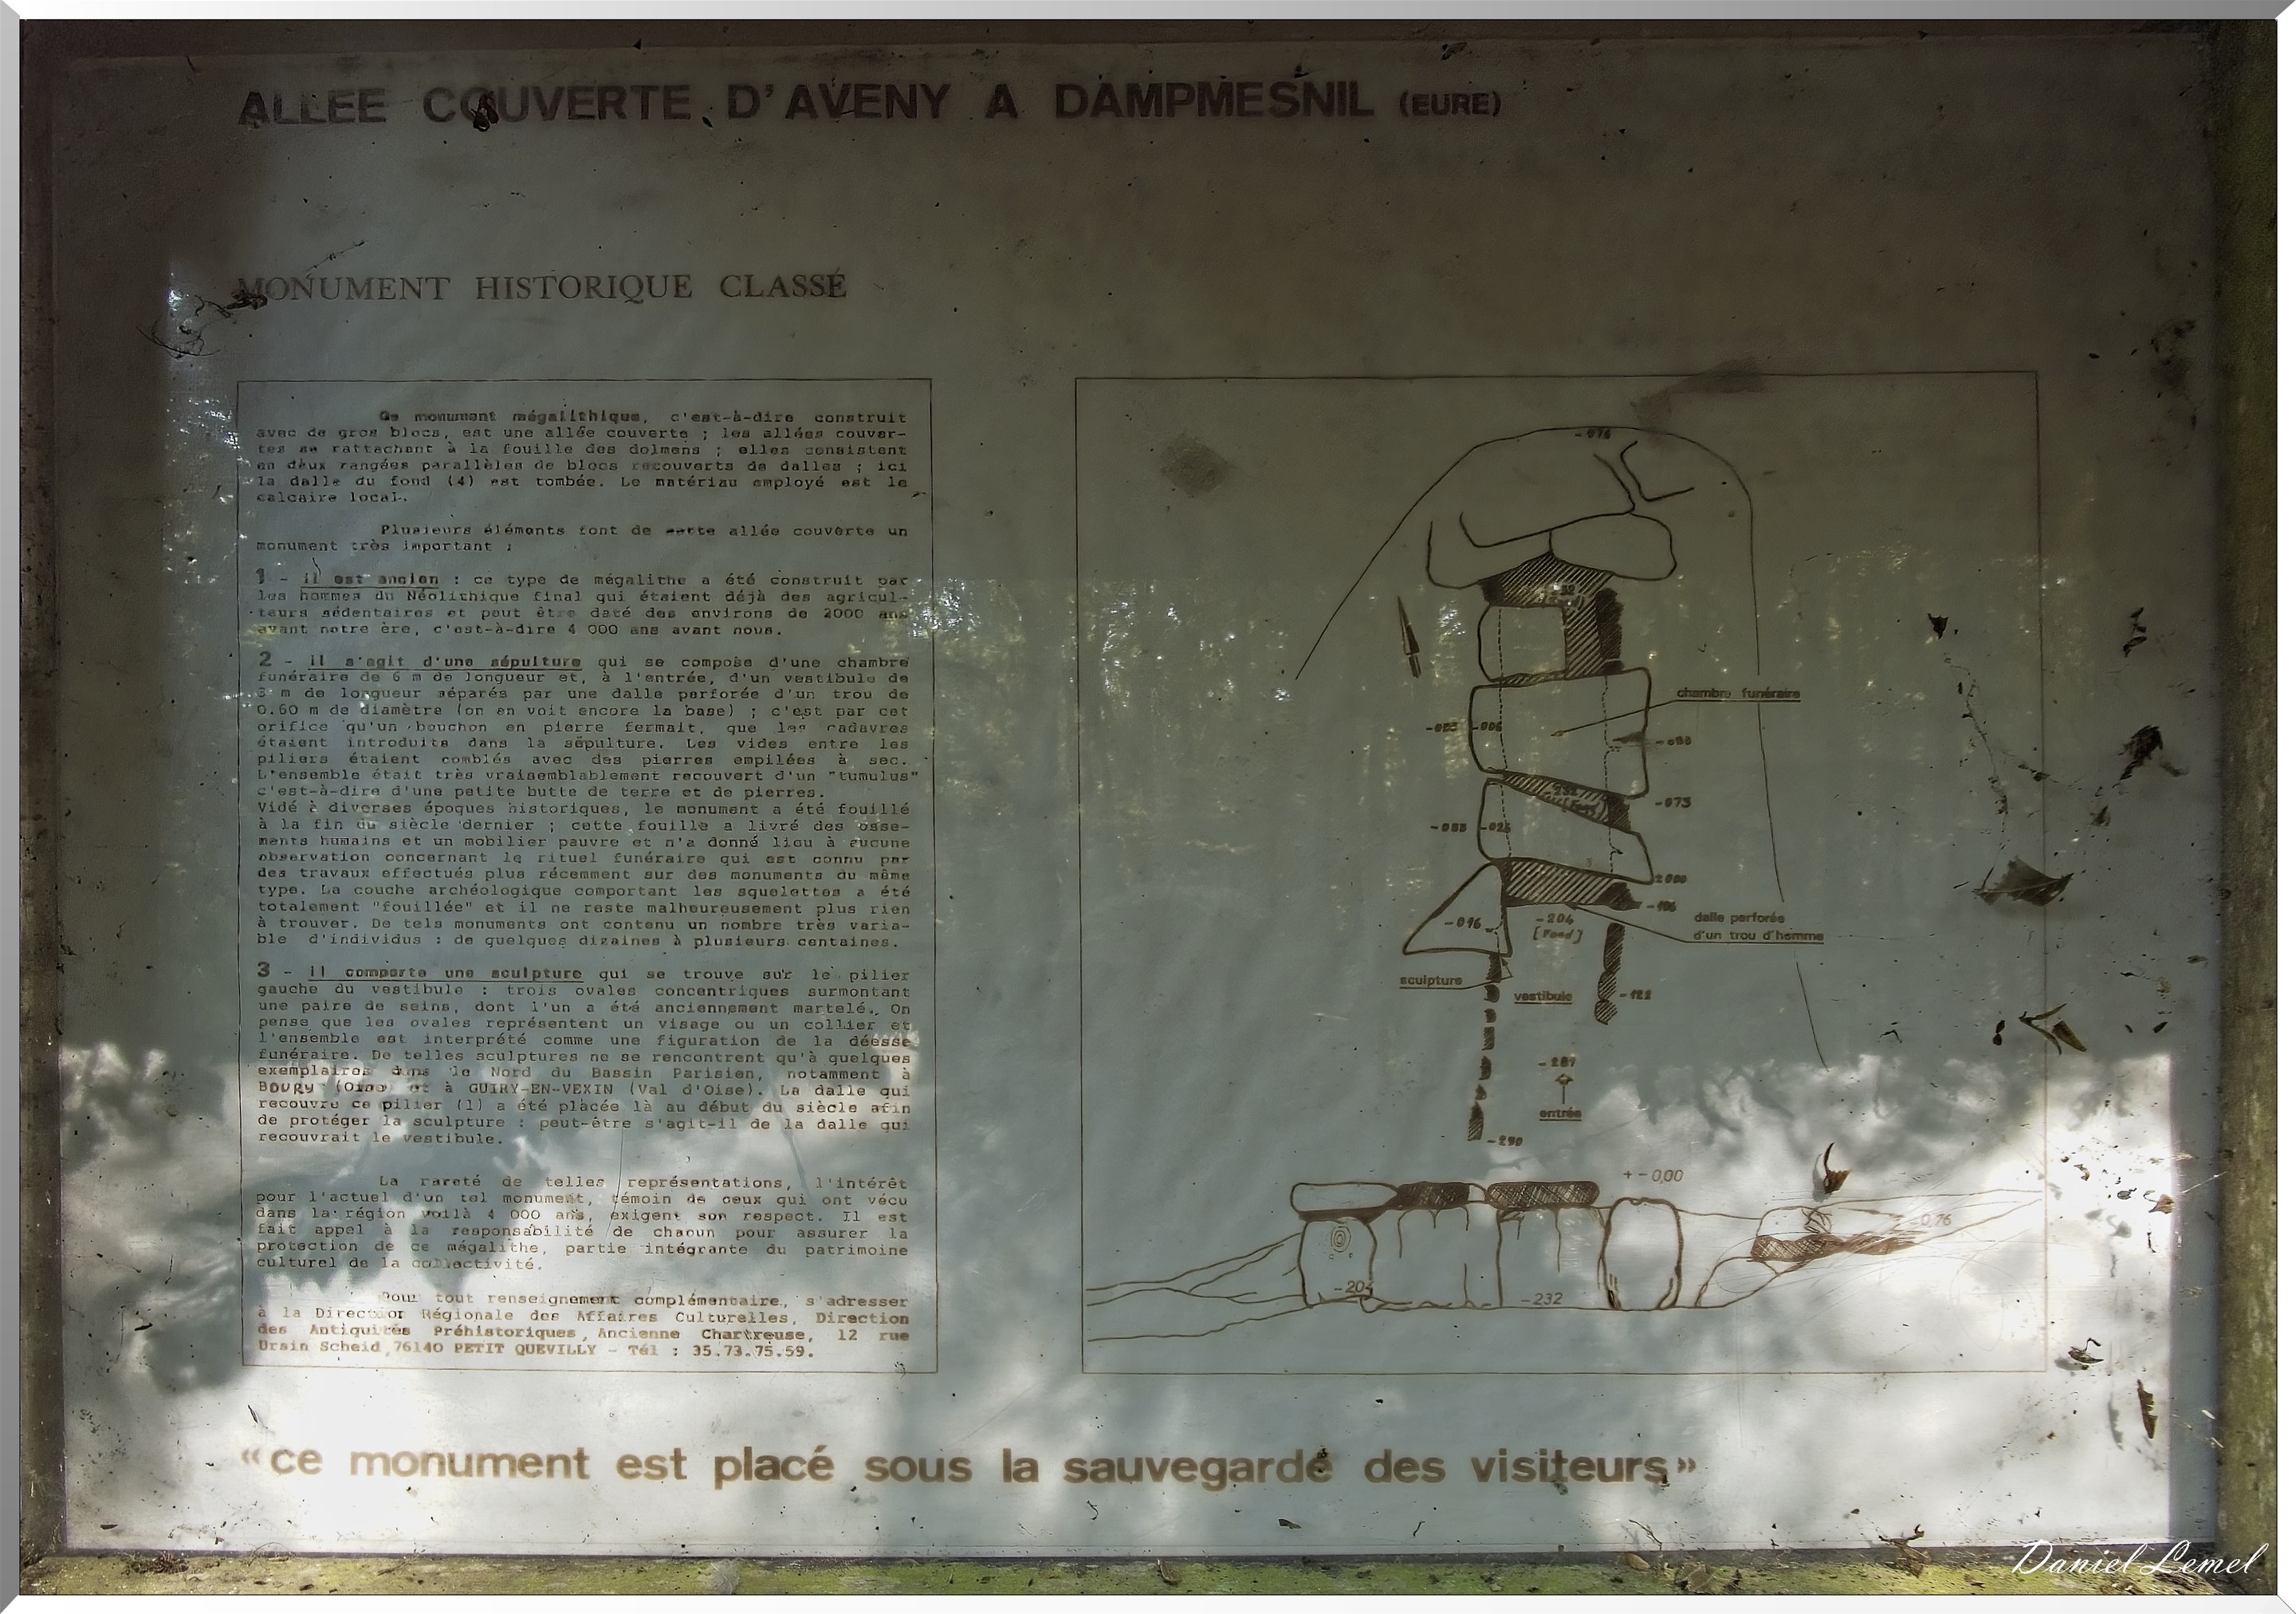 ALLEE COUVERTE D'AVENY A DAMPMESNIL (EURE)
MONUMENT HISTORIQUE CLASSÉ
Ce monument mégalithique, c'est-à-dire construit
avec de gros blocs, est une allée couverte ; les allées couver-
tes se rattachent à la fouille des dolmens ; elles consistent
en deux rangées parallèles de blocs recouverts de dalles ; ici
la dalle du fond (4) est tombée. Le matériau employé est le
calcaire local.
Plusieurs éléments font de cette allée couverte un
monument très important :
1 - il est ancien : ce type de mégalithe a été construit par
les hommes du Néolithique final qui étaient déjà des agricul-
teurs sédentaires et peut être daté des environs de 2000 ans
avant notre ère, c'est-à-dire 4 000 ans avant nous.
2 - il s'agit d'une sépulture qui se compose d'une chambre
funéraire de 6 m de longueur et, à l'entrée, d'un vestibule de
3 m de longueur séparés par une dalle perforée d'un trou de
0.60 m de diamètre (on en voit encore la base) ; c'est par cet
orifice qu'un bouchon en pierre fermait, que les cadavres
étaient introduits dans la sépulture. Les vides entre les
piliers étaient comblés avec des pierres empilées à sec.
L'ensemble était très vraisemblablement recouvert d'un "tumulus"
c'est-à-dire d'une petite butte de terre et de pierres.
Vidé à diverses époques historiques, le monument a été fouillé
à la fin du siècle dernier ; cette fouille a livré des osse-
ments humains et un mobilier pauvre et n'a donné lieu à aucune
observation concernant le rituel funéraire qui est connu par
des travaux effectués plus récemment sur des monuments du même
type. La couche archéologique comportant les squelettes a été
totalement "fouillée" et il ne reste malheureusement plus rien
à trouver. De tels monuments ont contenu un nombre très varia-
ble d'individus : de quelques dizaines à plusieurs centaines.
3 - il comporte une sculpture qui se trouve sur le pilier
gauche du vestibule : trois ovales concentriques surmontant
une paire de seins, dont l'un a été anciennement martelé. On
pense que les ovales représentent un visage ou un collier et
l'ensemble est interprété comme une figuration de la déesse
funéraire. De telles sculptures ne se rencontrent qu'à quelques
exemplaires dans le Nord du Bassin Parisien, notamment à
BOURY (Oise) et à GUIRY-EN-VEXIN (Val d'Oise). La dalle qui
recouvre ce pilier (1) a été placée là au début du siècle afin
de protéger la sculpture : peut-être s'agit-il de la dalle qui
recouvrait le vestibule.
La rareté de telles représentations, l'intérêt
pour l'actuel d'un tel monument, témoin de ceux qui ont vécu
dans la région voilà 4 000 ans, exigent son respect. Il est
fait appel à la responsabilité de chacun pour assurer la
protection de ce mégalithe, partie intégrante du patrimoine
culturel de la collectivité.
Pour tout renseignement complémentaire, s'adresser
à la Direction Régionale des Affaires Culturelles, Direction
des Antiquités Préhistoriques, Ancienne Chartreuse, 12 rue
Ursin Scheid 76140 PETIT QUEVILLY - Tél : 35.73.75.59.
-076
chambre funéraire
-073
-196
-096
-204
[Fond]
dalle perforée
d'un trou d'homme
sculpture
vestibule
-122
-287
entrée
-290
+-0,00
-0,76
-204
-232
«ce monument est placé sous la sauvegarde des visiteurs»
Daniel Lemel